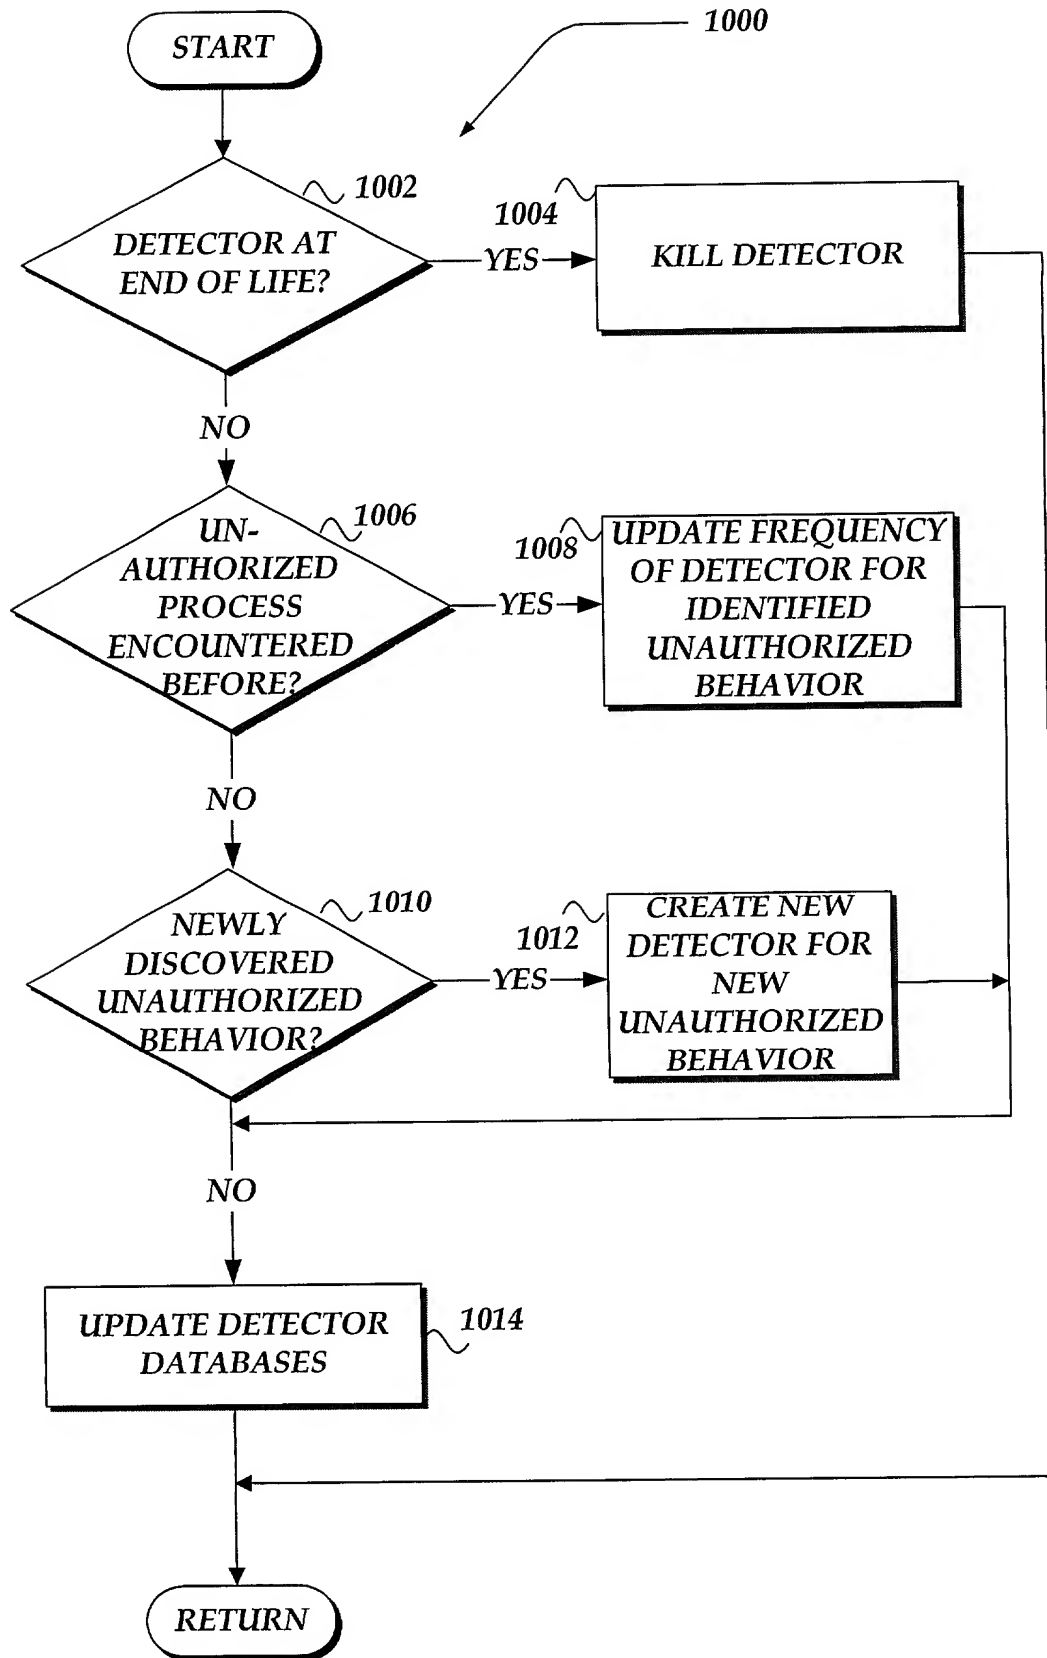 START
1000
1002
DETECTOR AT
END OF LIFE?
YES
1004
KILL DETECTOR
NO
1006
UN-
AUTHORIZED
PROCESS
ENCOUNTERED
BEFORE?
YES
1008
UPDATE FREQUENCY
OF DETECTOR FOR
IDENTIFIED
UNAUTHORIZED
BEHAVIOR
NO
1010
NEWLY
DISCOVERED
UNAUTHORIZED
BEHAVIOR?
YES
1012
CREATE NEW
DETECTOR FOR
NEW
UNAUTHORIZED
BEHAVIOR
NO
UPDATE DETECTOR
DATABASES
1014
RETURN